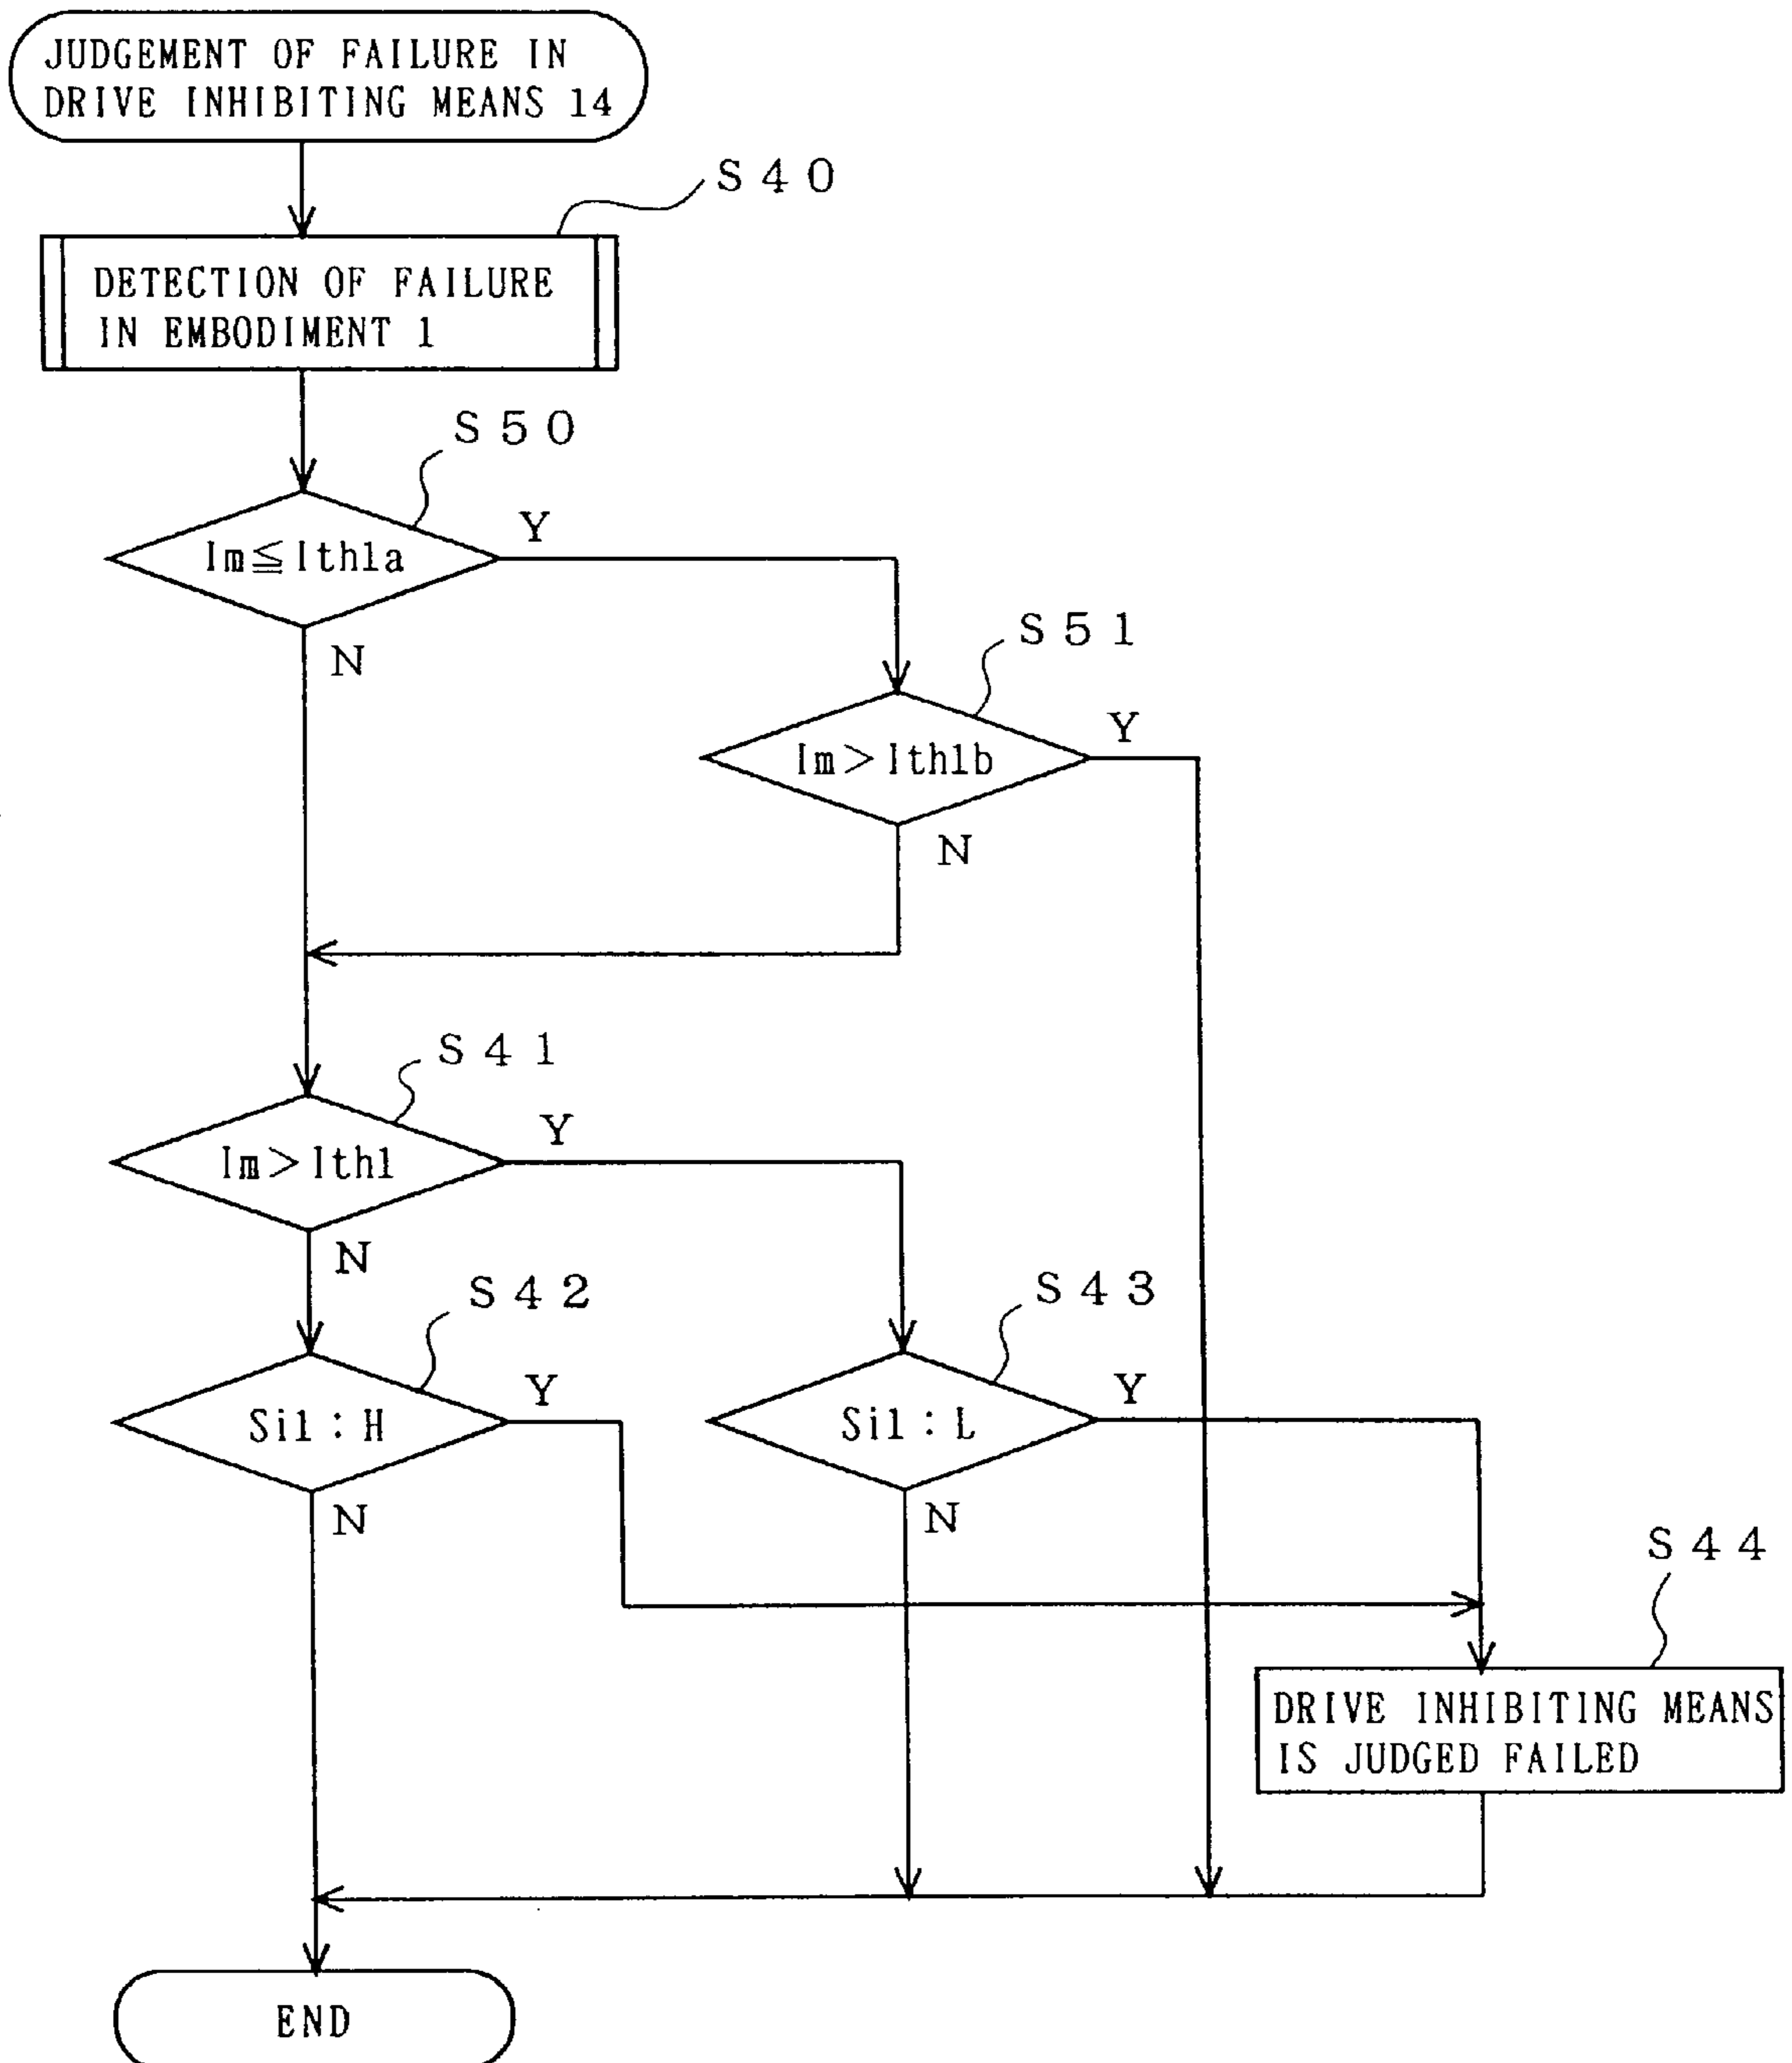 JUDGEMENT OF FAILURE IN
DRIVE INHIBITING MEANS 14
S40
DETECTION OF FAILURE
IN EMBODIMENT 1
S50
Im≦Ith1a
Y
N
S51
Im>Ith1b
Y
N
S41
Im>Ith1
Y
N
S42
Si1:H
Y
N
S43
Si1:L
Y
N
S44
DRIVE INHIBITING MEANS
IS JUDGED FAILED
END